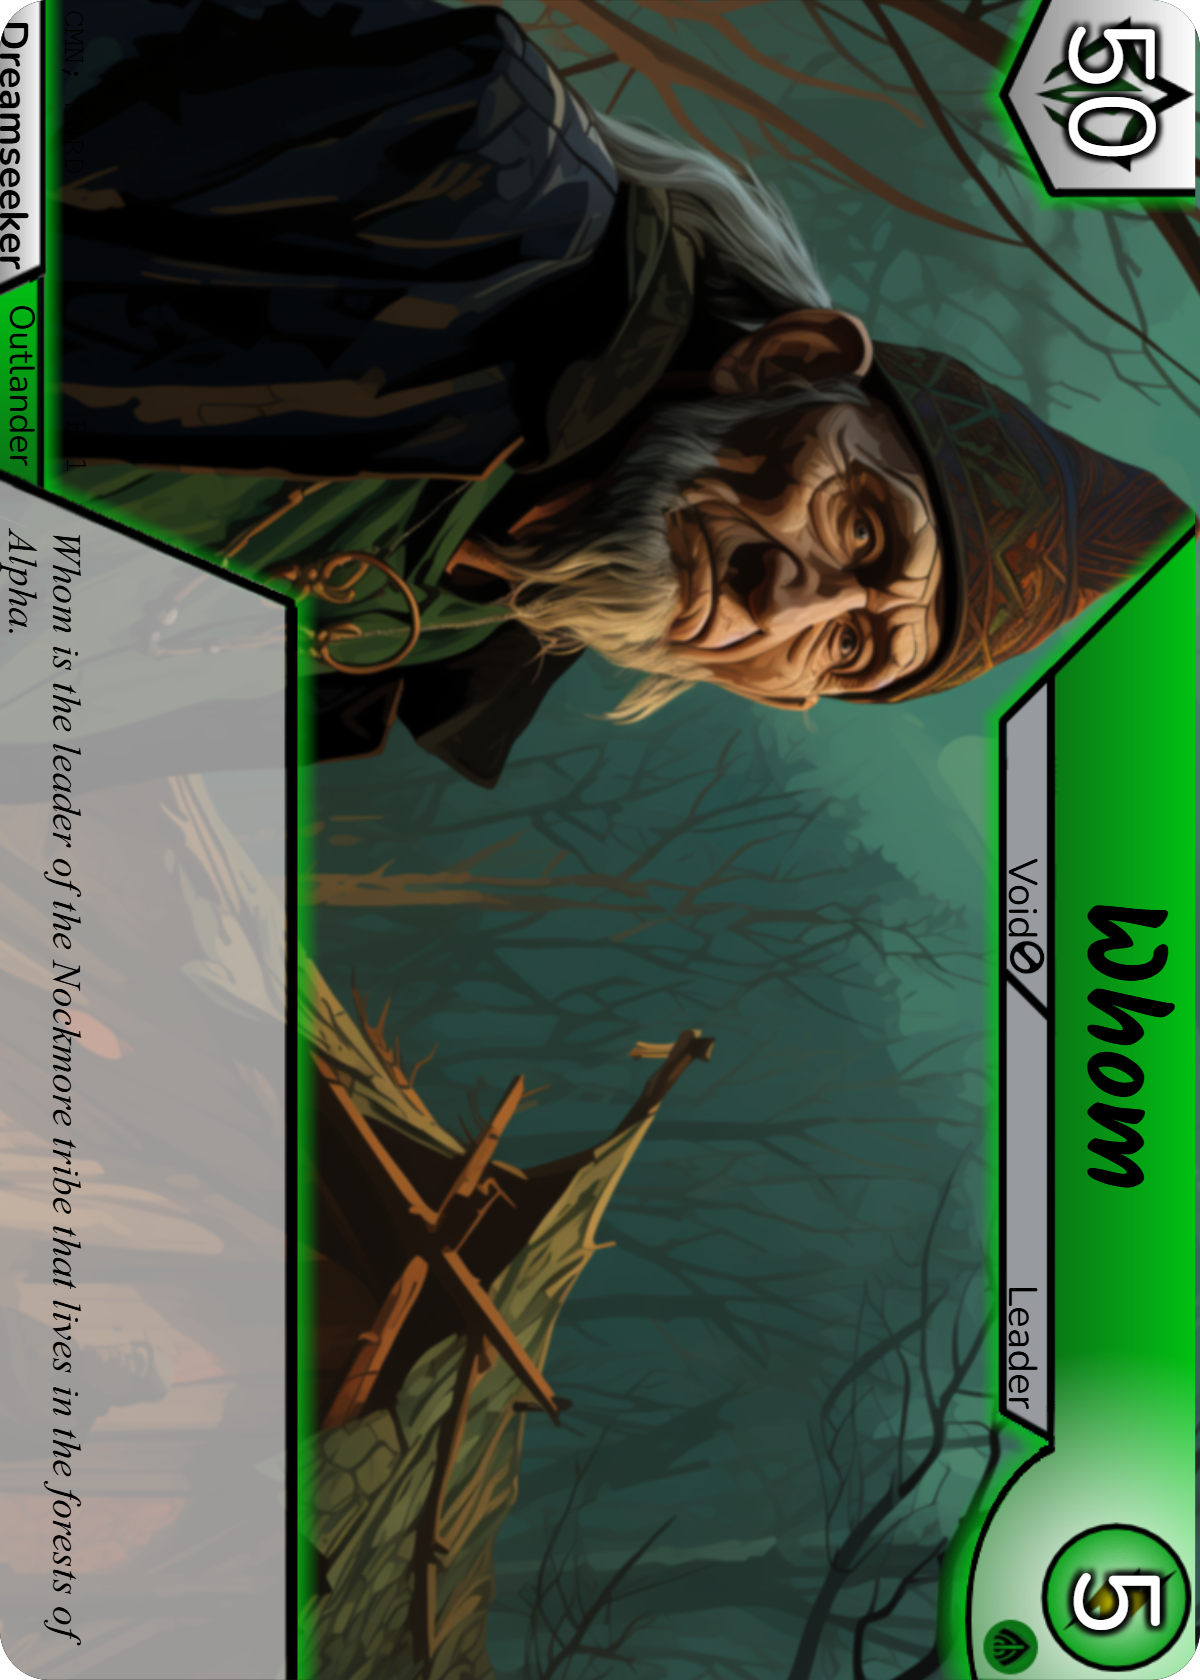 50
Whom
5
Void
Leader
Dreamseeker
Outlander
Whom is the leader of the Nockmore tribe that lives in the forests of
Alpha.
CMN;